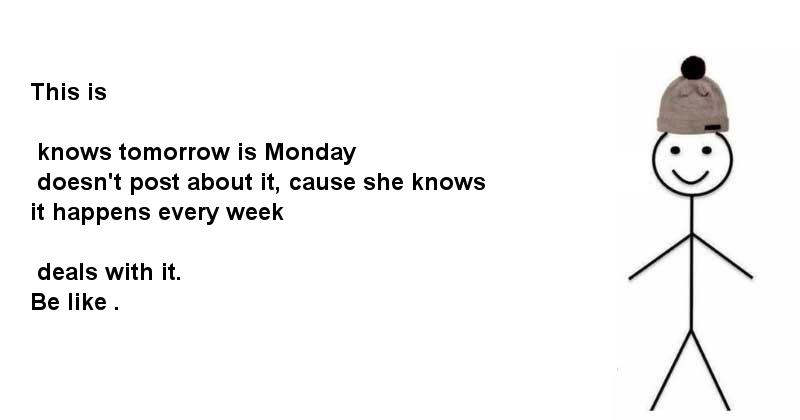 This is
knows tomorrow is Monday
doesn't post about it, cause she knows
it happens every week
deals with it.
Be like .